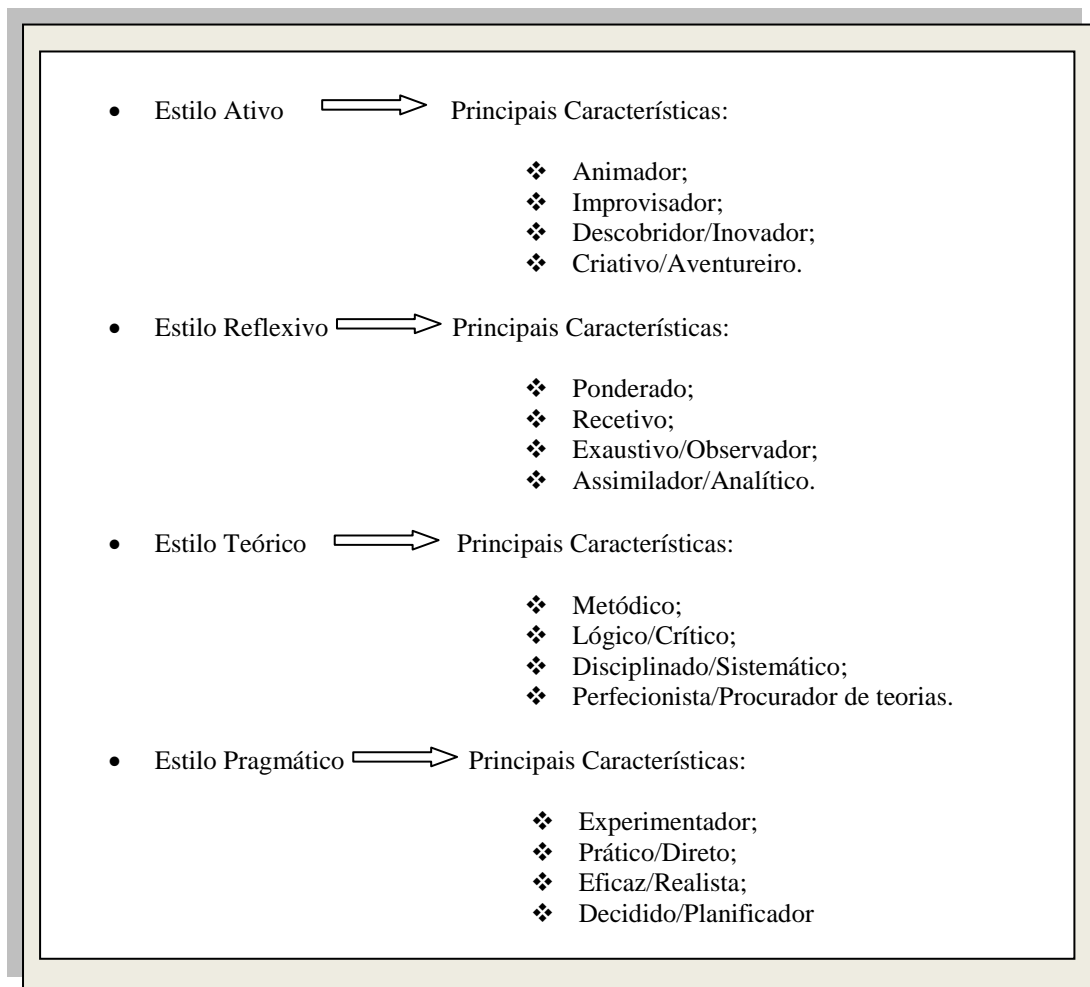 • Estilo Ativo Principais Características:
❖ Animador;
❖ Improvisador;
❖ Descobridor/Inovador;
❖ Criativo/Aventureiro.
• Estilo Reflexivo Principais Características:
❖ Ponderado;
❖ Recetivo;
❖ Exaustivo/Observador;
❖ Assimilador/Analítico.
• Estilo Teórico Principais Características:
❖ Metódico;
❖ Lógico/Crítico;
❖ Disciplinado/Sistemático;
❖ Perfecionista/Procurador de teorias.
• Estilo Pragmático Principais Características:
❖ Experimentador;
❖ Prático/Direto;
❖ Eficaz/Realista;
❖ Decidido/Planificador